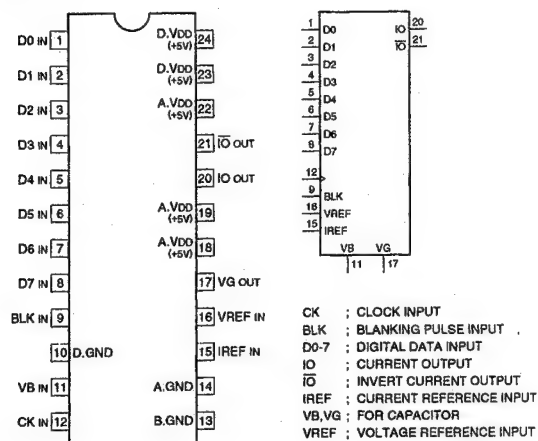 D0 IN 1
D1 IN 2
D2 IN 3
D3 IN 4
D4 IN 5
D5 IN 6
D6 IN 7
D7 IN 8
BLK IN 9
10 D.GND
VB IN 11
CK IN 12
D.VDD (+5V) 24
D.VDD (+5V) 23
A.VDD (+5V) 22
21 IO OUT
20 IO OUT
A.VDD (+5V) 19
A.VDD (+5V) 18
17 VG OUT
16 VREF IN
15 IREF IN
A.GND 14
B.GND 13
1 D0 IO 20
2 D1 IO 21
3 D2
4 D3
5 D4
6 D5
7 D6
8 D7
12
9 BLK
16 VREF
15 IREF
VB VG
11 17
CK ; CLOCK INPUT
BLK ; BLANKING PULSE INPUT
D0-7 ; DIGITAL DATA INPUT
IO ; CURRENT OUTPUT
IO ; INVERT CURRENT OUTPUT
IREF ; CURRENT REFERENCE INPUT
VB,VG ; FOR CAPACITOR
VREF ; VOLTAGE REFERENCE INPUT